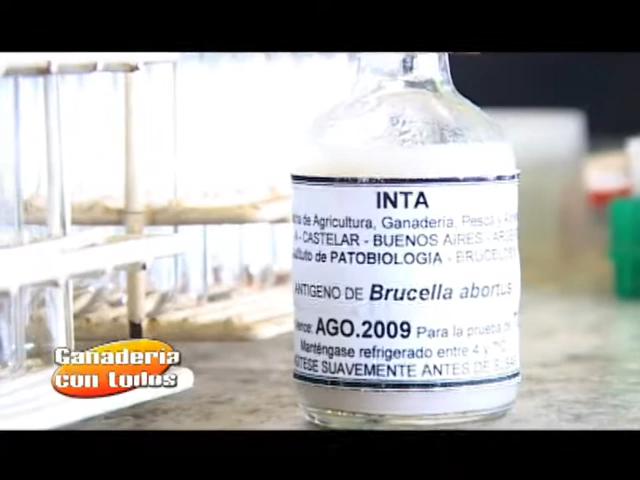 INTA
de Agricultura, Ganadería, Pesca y
CASTELAR - BUENOS AIRES -
de PATOBIOLOGIA -
ANTIGENO DE Brucella abortus
AGO.2009 Para la prueba de
Manténgase refrigerado entre 4 y
SUAVEMENTE ANTES DE
Ganadería
con todos